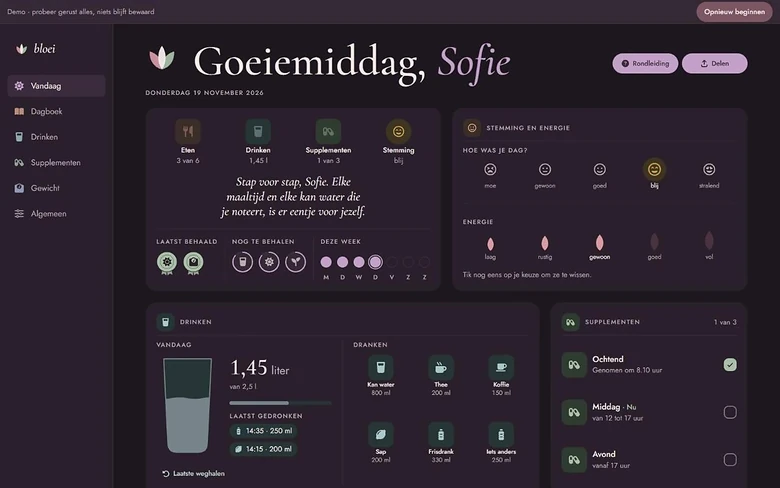 Demo · probeer gerust alles, niets blijft bewaard
Opnieuw beginnen
bloei
Vandaag
Dagboek
Drinken
Supplementen
Gewicht
Algemeen
Goeiemiddag, Sofie
DONDERDAG 19 NOVEMBER 2026
Rondleiding
Delen
Eten
3 van 6
Drinken
1,45 l
Supplementen
1 van 3
Stemming
blij
Stap voor stap, Sofie. Elke
maaltijd en elke kan water die
je noteert, is er eentje voor jezelf.
LAATST BEHAALD
NOG TE BEHALEN
DEZE WEEK
M D W D V Z Z
STEMMING EN ENERGIE
HOE WAS JE DAG?
moe
gewoon
goed
blij
stralend
ENERGIE
laag
rustig
gewoon
goed
vol
Tik nog eens op je keuze om ze te wissen.
DRINKEN
VANDAAG
1,45 liter
van 2,5 l
LAATST GEDRONKEN
14:35 · 250 ml
14:15 · 200 ml
Laatste weghalen
DRANKEN
Kan water
800 ml
Thee
200 ml
Koffie
150 ml
Sap
200 ml
Frisdrank
330 ml
Iets anders
250 ml
SUPPLEMENTEN
1 van 3
Ochtend
Genomen om 8.10 uur
Middag · Nu
van 12 tot 17 uur
Avond
vanaf 17 uur